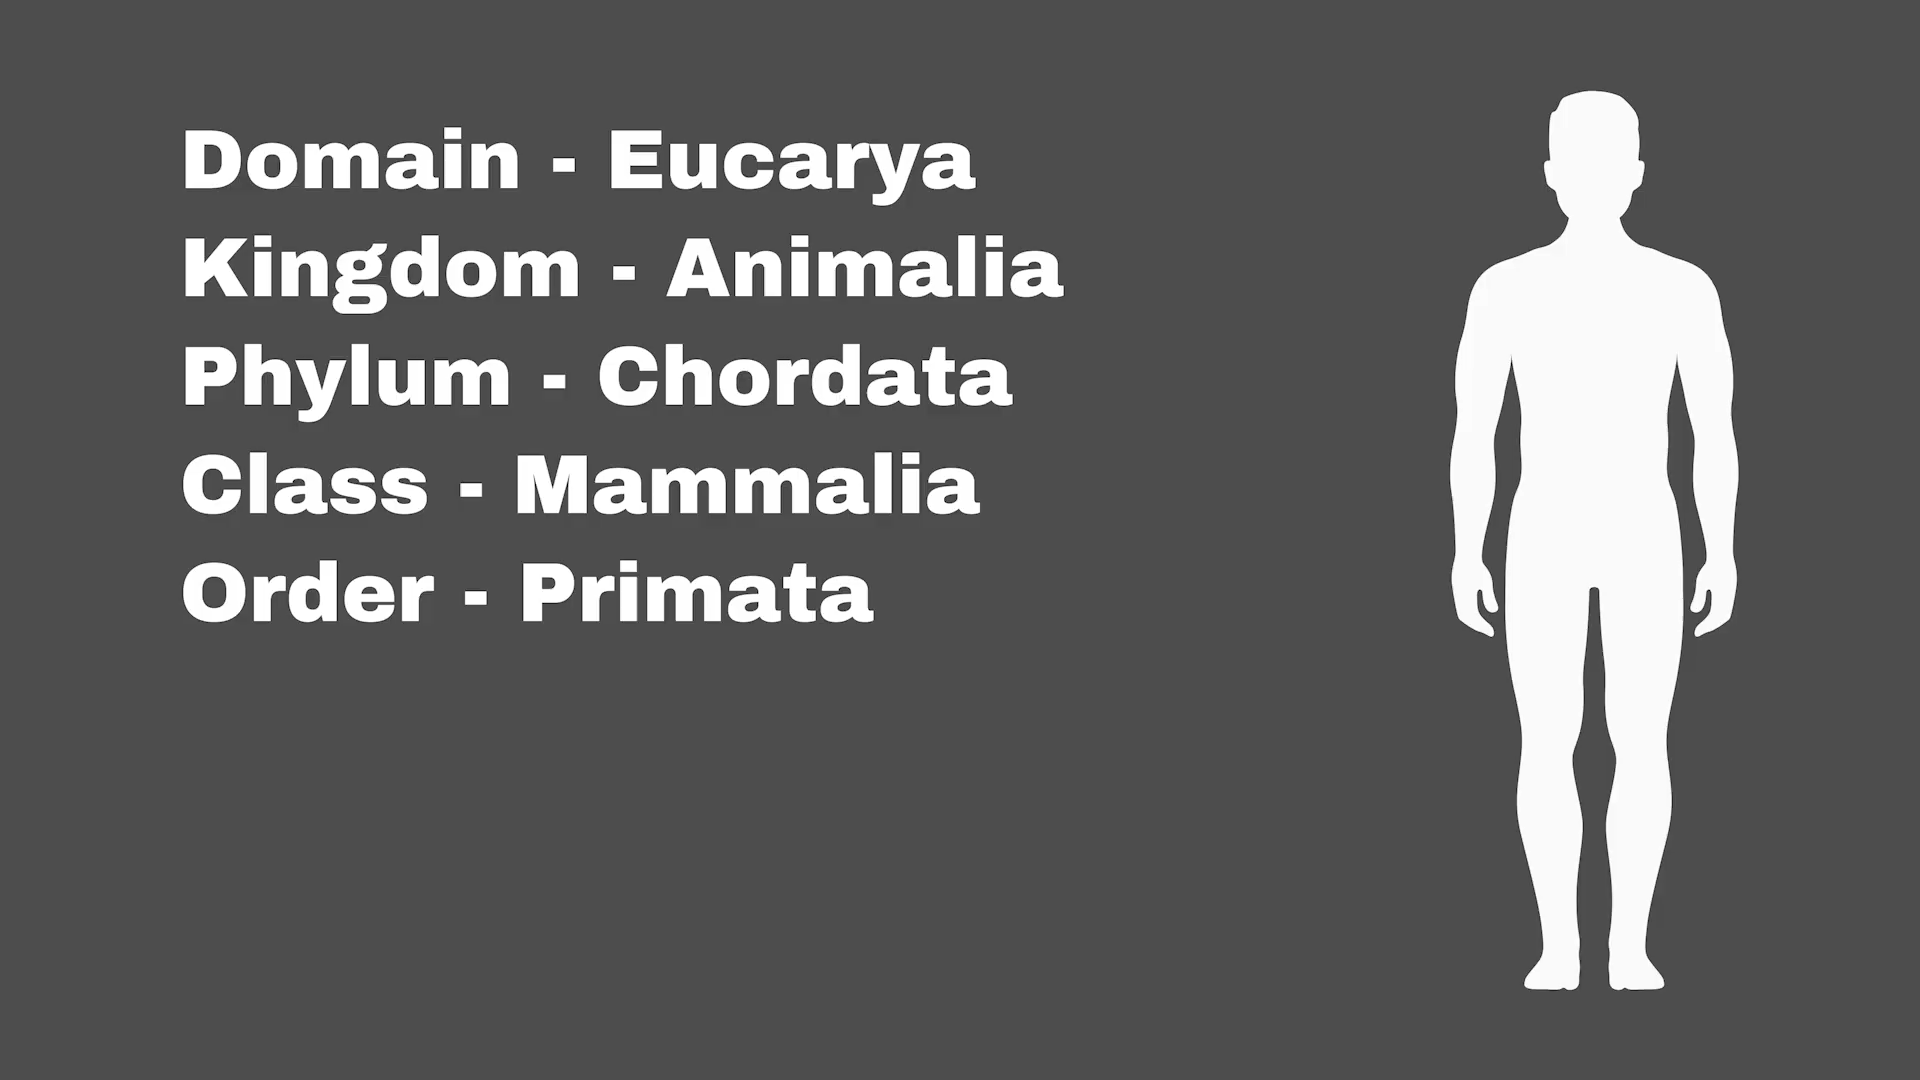 Domain - Eucarya
Kingdom - Animalia
Phylum - Chordata
Class - Mammalia
Order - Primata